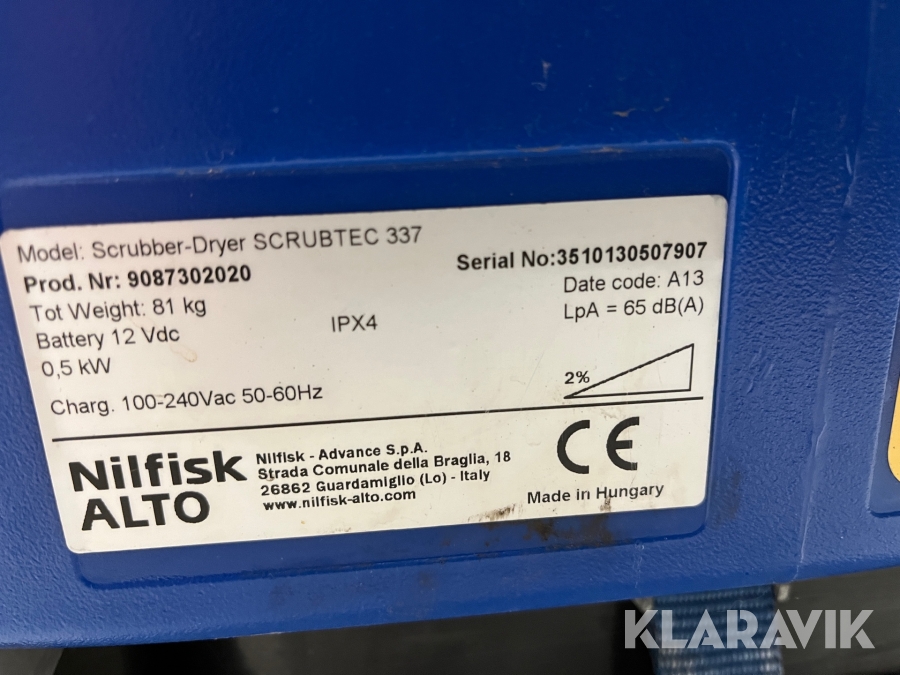 Model: Scrubber-Dryer SCRUBTEC 337
Prod. Nr: 9087302020
Serial No:3510130507907
Tot Weight: 81 kg
Date code: A13
Battery 12 Vdc
IPX4
LpA = 65 dB(A)
0,5 kW
2%
Charg. 100-240Vac 50-60Hz
Nilfisk
ALTO
Nilfisk - Advance S.p.A.
Strada Comunale della Braglia, 18
26862 Guardamiglio (Lo) - Italy
www.nilfisk-alto.com
CE
Made in Hungary
KLARAVIK
KLARAVIK